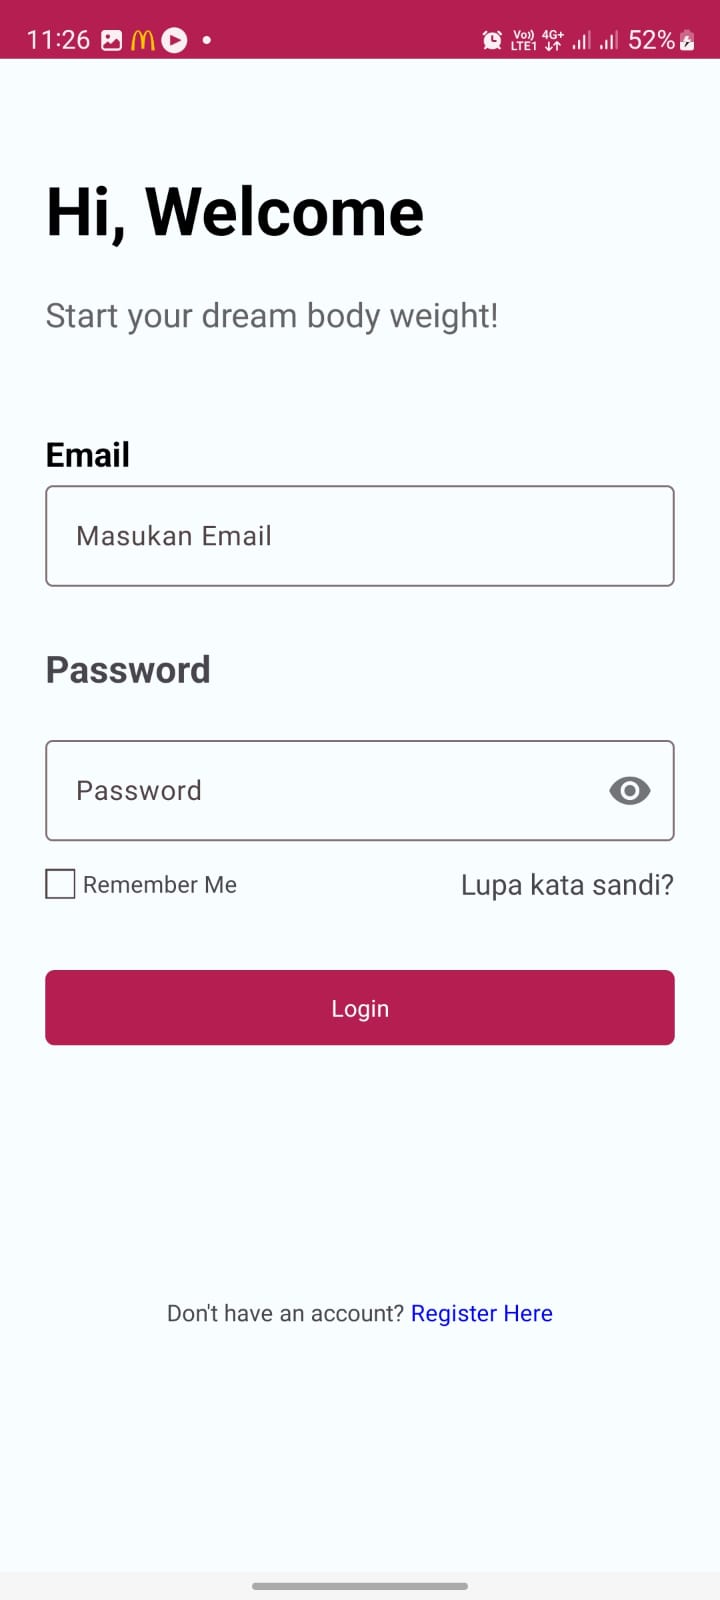 11:26
Vo)) LTE1 4G+ 52%
Hi, Welcome
Start your dream body weight!
Email
Masukan Email
Password
Password
Remember Me
Lupa kata sandi?
Login
Don't have an account? Register Here